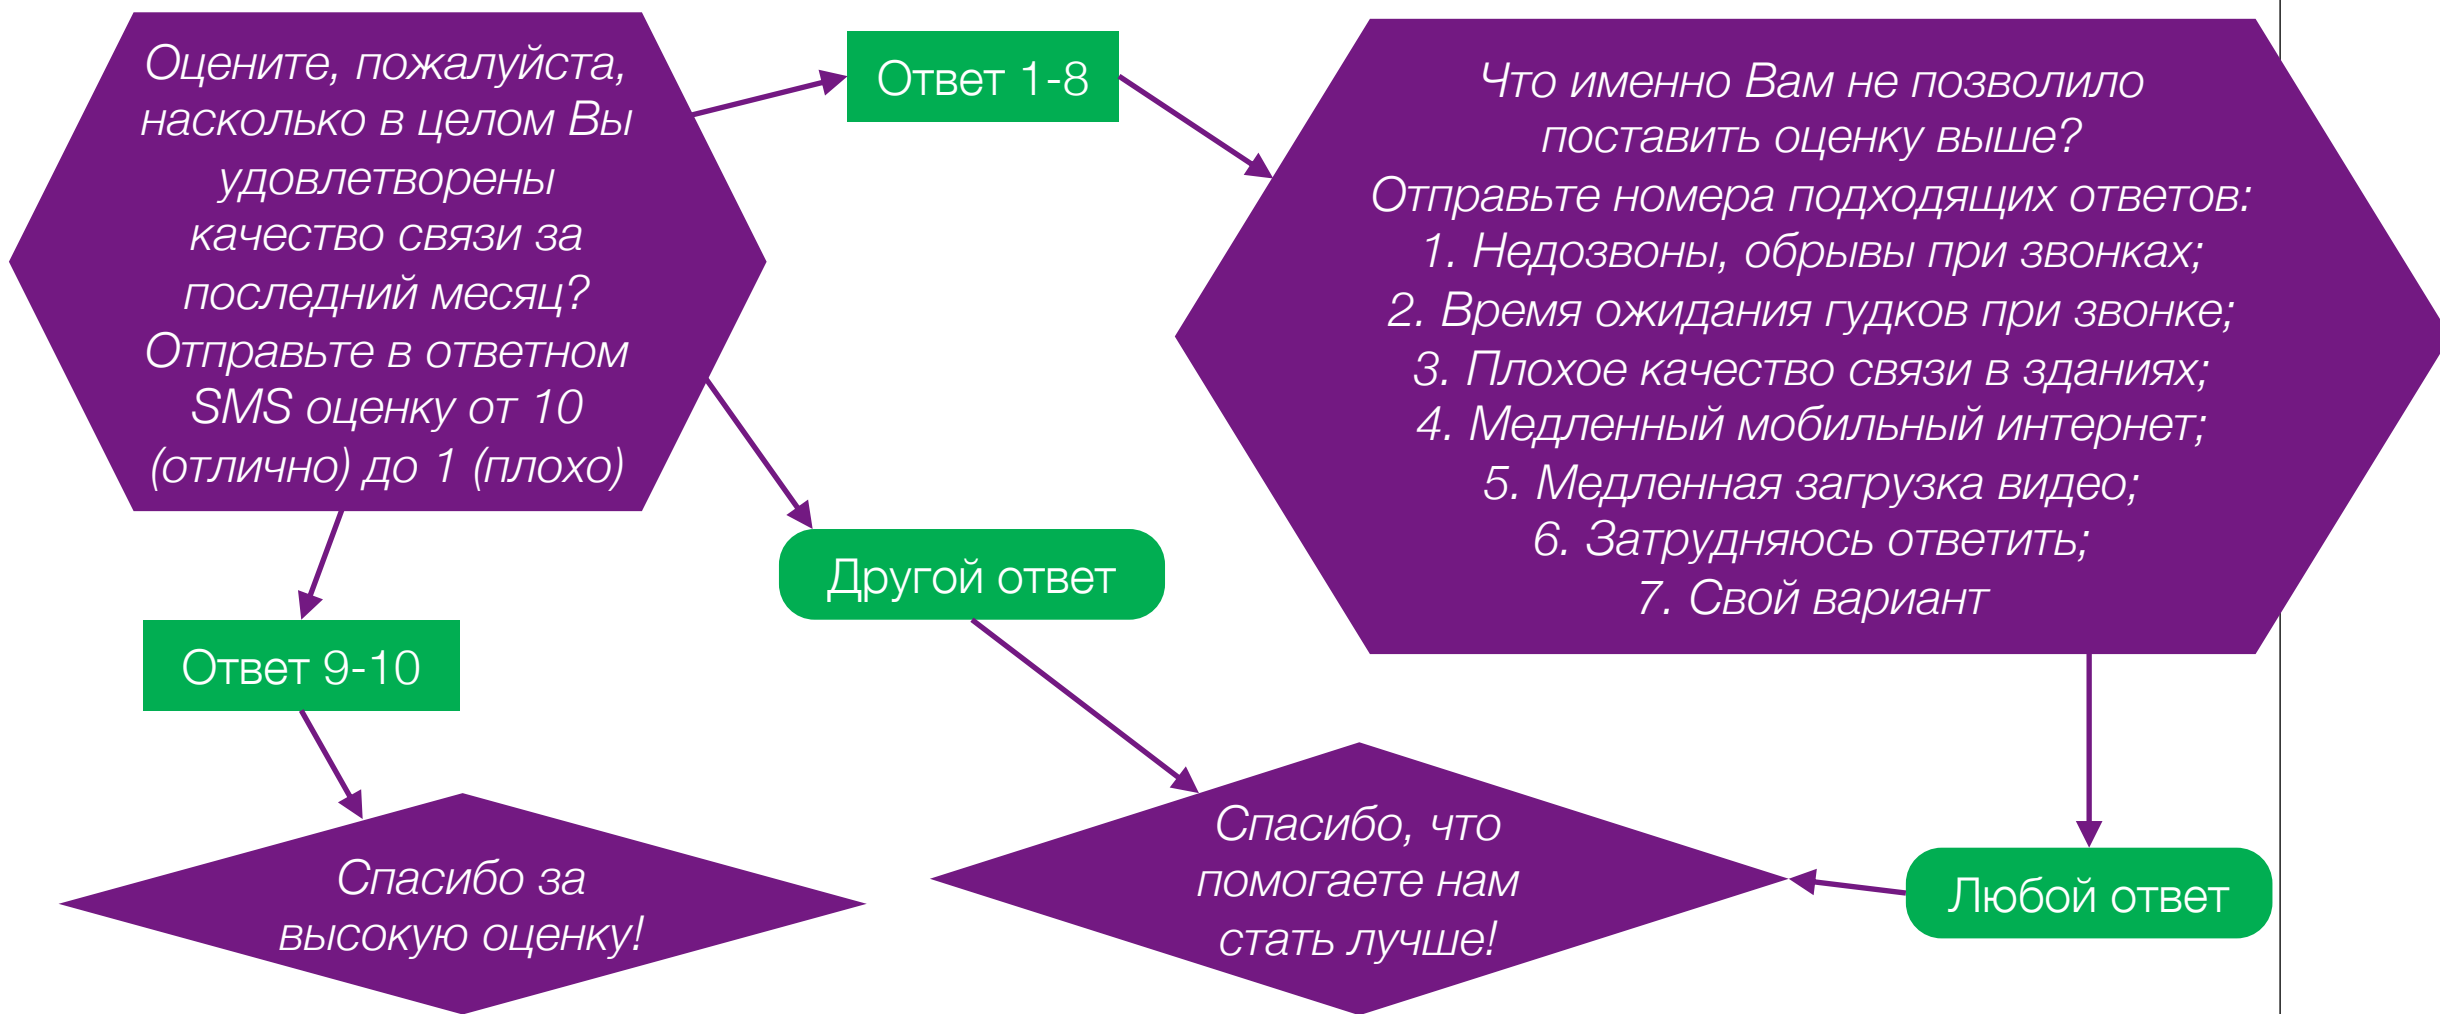 Оцените, пожалуйста,
насколько в целом Вы
удовлетворены
качество связи за
последний месяц?
Отправьте в ответном
SMS оценку от 10
(отлично) до 1 (плохо)
Ответ 1-8
Что именно Вам не позволило
поставить оценку выше?
Отправьте номера подходящих ответов:
1. Недозвоны, обрывы при звонках;
2. Время ожидания гудков при звонке;
3. Плохое качество связи в зданиях;
4. Медленный мобильный интернет;
5. Медленная загрузка видео;
6. Затрудняюсь ответить;
7. Свой вариант
Другой ответ
Ответ 9-10
Спасибо за
высокую оценку!
Спасибо, что
помогаете нам
стать лучше!
Любой ответ